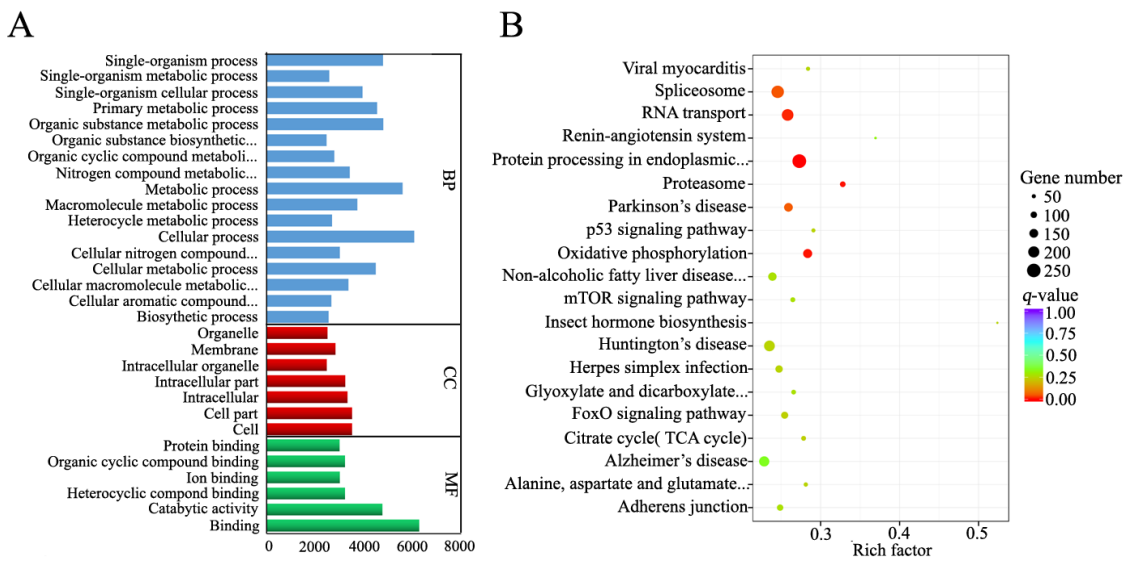 A
Single-organism process
Single-organism metabolic process
Single-organism cellular process
Primary metabolic process
Organic substance metabolic process
Organic substance biosynthetic...
Organic cyclic compound metaboli...
Nitrogen compound metabolic...
Metabolic process
Macromolecule metabolic process
Heterocycle metabolic process
Cellular process
Cellular nitrogen compound...
Cellular metabolic process
Cellular macromolecule metabolic...
Cellular aromatic compound...
Biosythetic process
BP
Organelle
Membrane
Intracellular organelle
Intracellular part
Intracellular
Cell part
Cell
CC
Protein binding
Organic cyclic compound binding
Ion binding
Heterocyclic compond binding
Catabytic activity
Binding
MF
0 2000 4000 6000 8000
B
Viral myocarditis
Spliceosome
RNA transport
Renin-angiotensin system
Protein processing in endoplasmic...
Proteasome
Parkinson's disease
p53 signaling pathway
Oxidative phosphorylation
Non-alcoholic fatty liver disease...
mTOR signaling pathway
Insect hormone biosynthesis
Huntington's disease
Herpes simplex infection
Glyoxylate and dicarboxylate...
FoxO signaling pathway
Citrate cycle( TCA cycle)
Alzheimer's disease
Alanine, aspartate and glutamate...
Adherens junction
0.3 0.4 0.5
Rich factor
Gene number
50
100
150
200
250
q-value
1.00
0.75
0.50
0.25
0.00